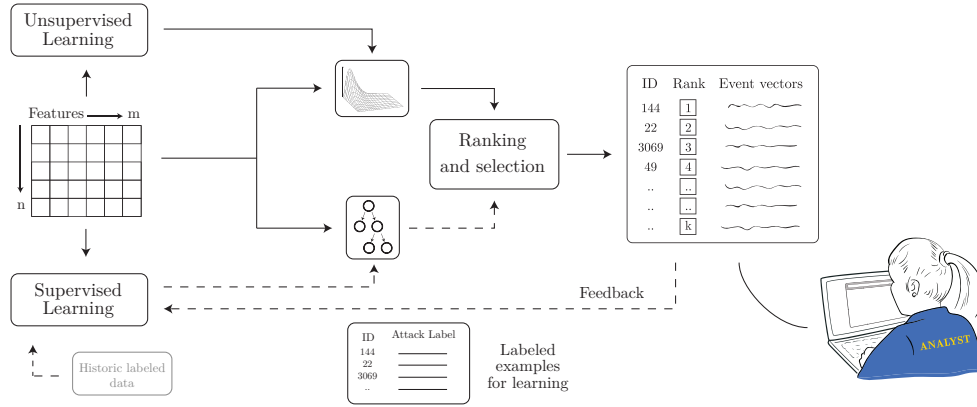 Unsupervised
Learning
Features
m
n
Ranking
and selection
ID Rank Event vectors
144 1
22 2
3069 3
49 4
.. ..
.. ..
.. k
Supervised
Learning
Feedback
Historic labeled
data
ID Attack Label
144
22
3069
..
Labeled
examples
for learning
ANALYST